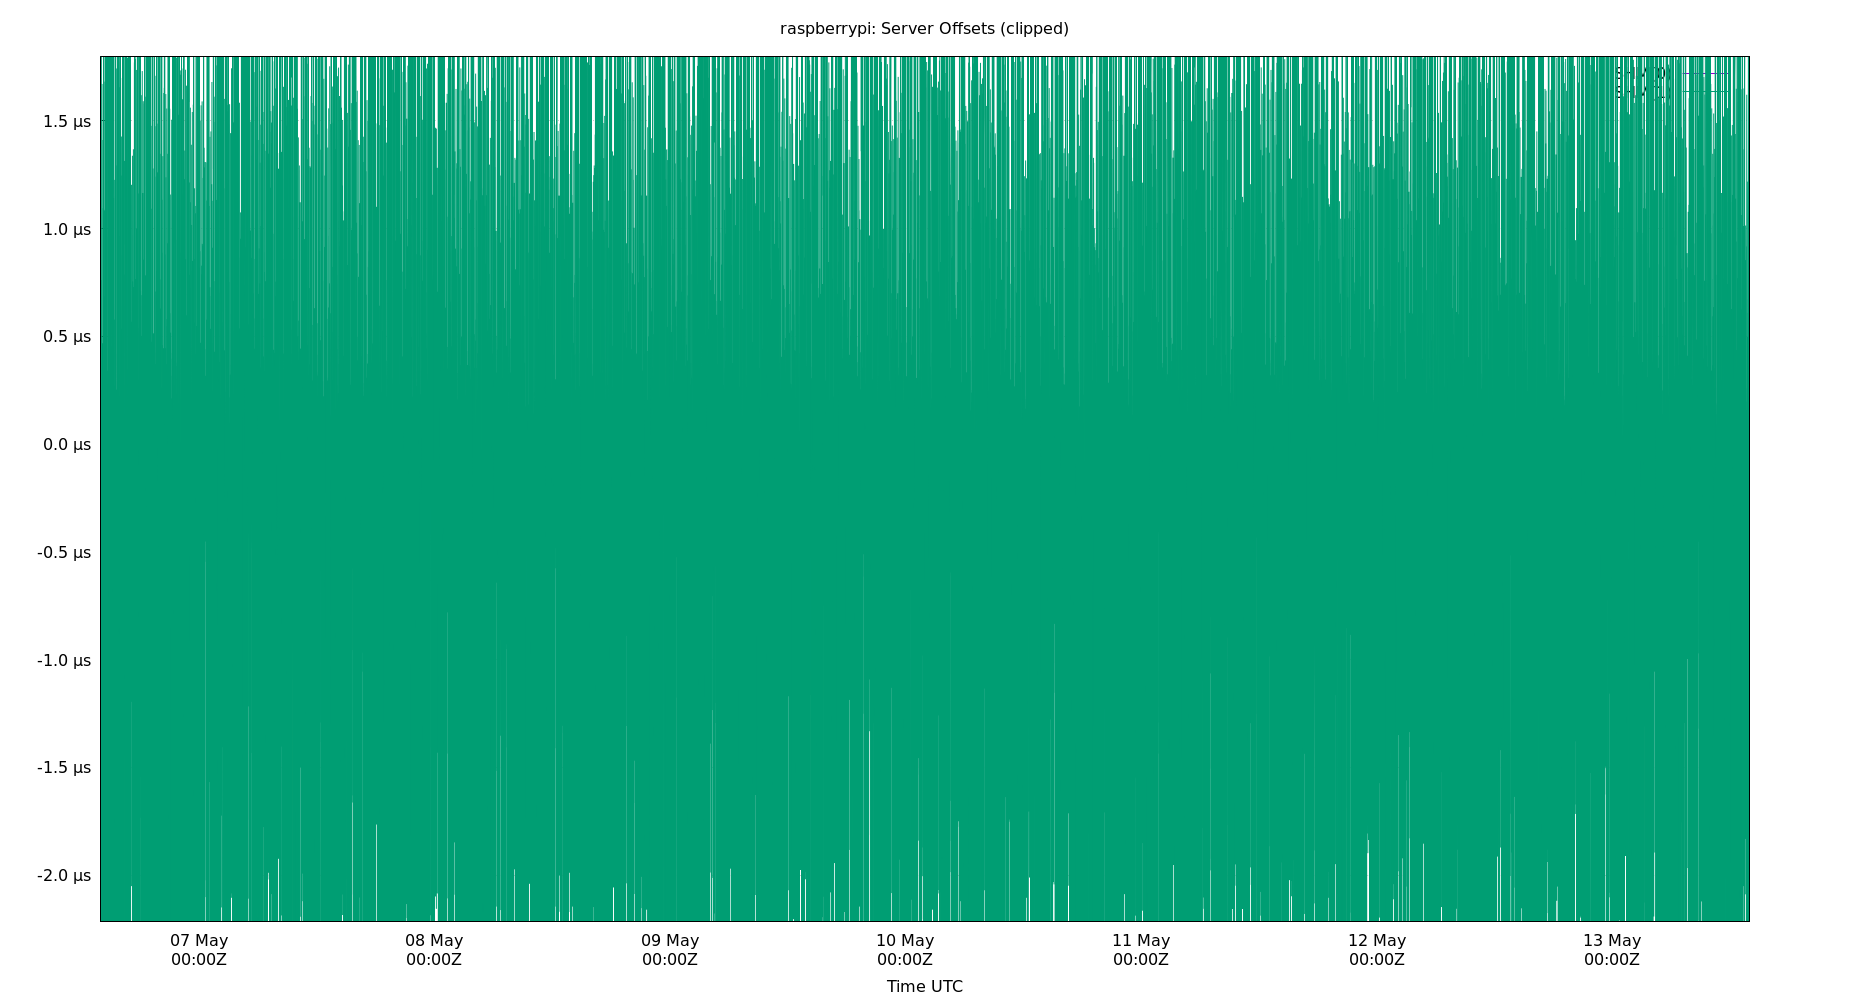 raspberrypi: Server Offsets (clipped)
1.5 µs
1.0 µs
0.5 µs
0.0 µs
-0.5 µs
-1.0 µs
-1.5 µs
-2.0 µs
07 May 08 May 09 May 10 May 11 May 12 May 13 May
00:00Z 00:00Z 00:00Z 00:00Z 00:00Z 00:00Z 00:00Z
Time UTC